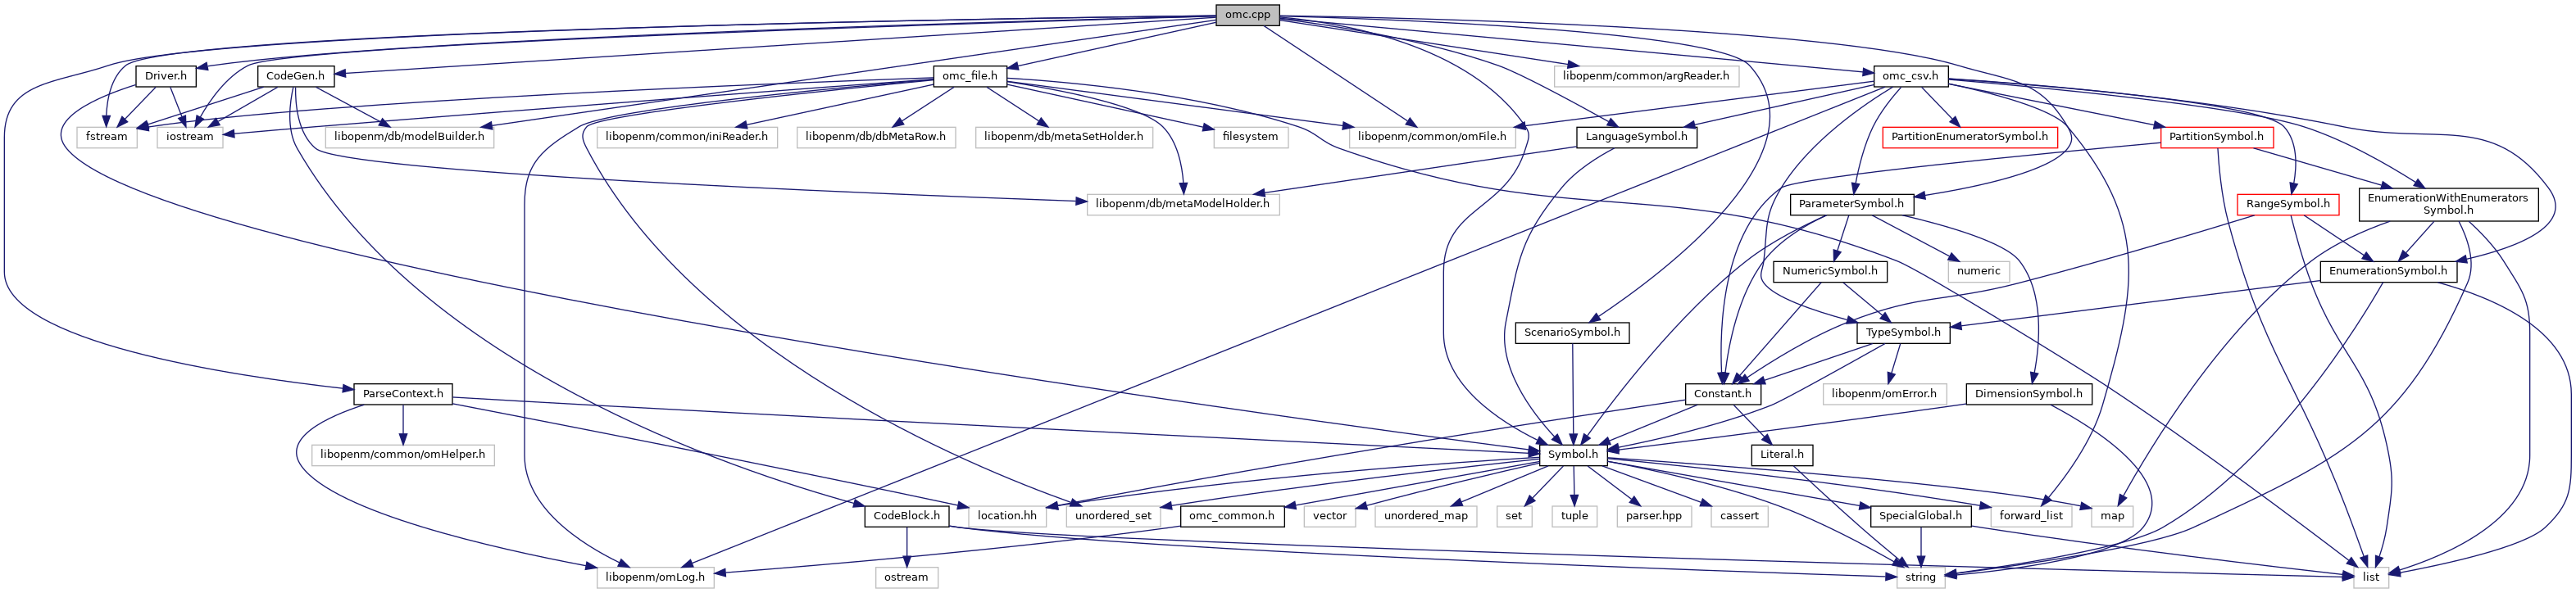 omc.cpp
Driver.h
CodeGen.h
omc_file.h
libopenm/common/argReader.h
omc_csv.h
fstream
iostream
libopenm/db/modelBuilder.h
libopenm/common/iniReader.h
libopenm/db/dbMetaRow.h
libopenm/db/metaSetHolder.h
filesystem
libopenm/common/omFile.h
LanguageSymbol.h
PartitionEnumeratorSymbol.h
PartitionSymbol.h
libopenm/db/metaModelHolder.h
ParameterSymbol.h
RangeSymbol.h
EnumerationWithEnumerators
Symbol.h
NumericSymbol.h
numeric
EnumerationSymbol.h
ScenarioSymbol.h
TypeSymbol.h
ParseContext.h
Constant.h
libopenm/omError.h
DimensionSymbol.h
libopenm/common/omHelper.h
Symbol.h
Literal.h
CodeBlock.h
location.hh
unordered_set
omc_common.h
vector
unordered_map
set
tuple
parser.hpp
cassert
SpecialGlobal.h
forward_list
map
libopenm/omLog.h
ostream
string
list